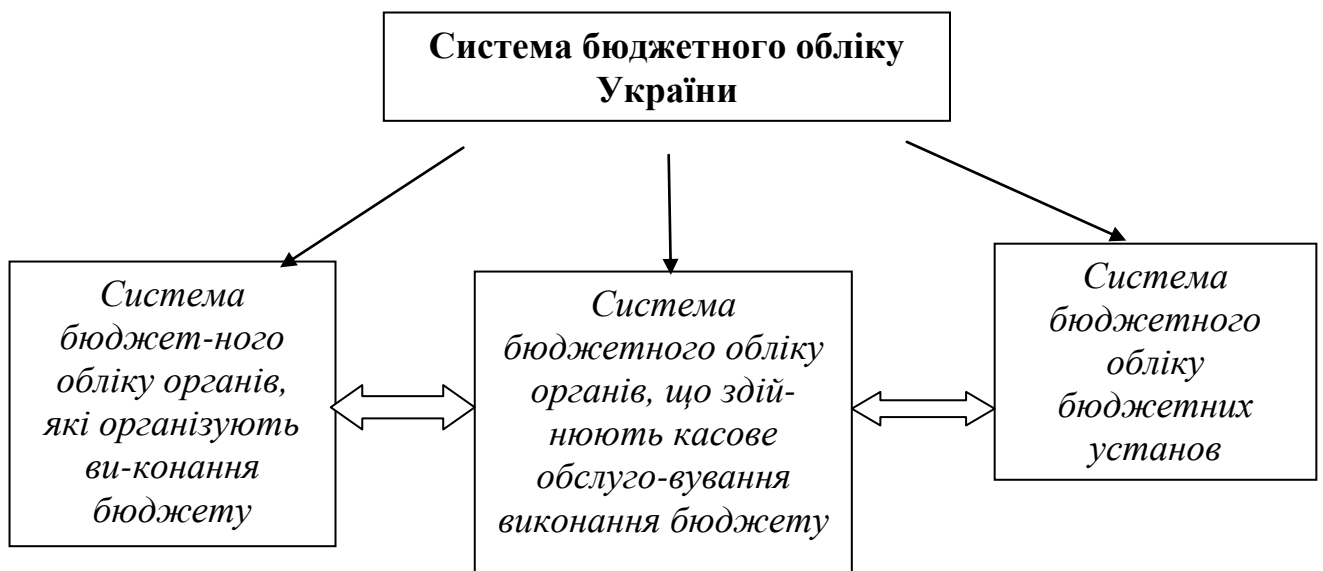 Система бюджетного обліку
України
Система
бюджет-ного
обліку органів,
які організують
ви-конання
бюджету
Система
бюджетного обліку
органів, що здій-
нюють касове
обслуго-вування
виконання бюджету
Система
бюджетного
обліку
бюджетних
установ